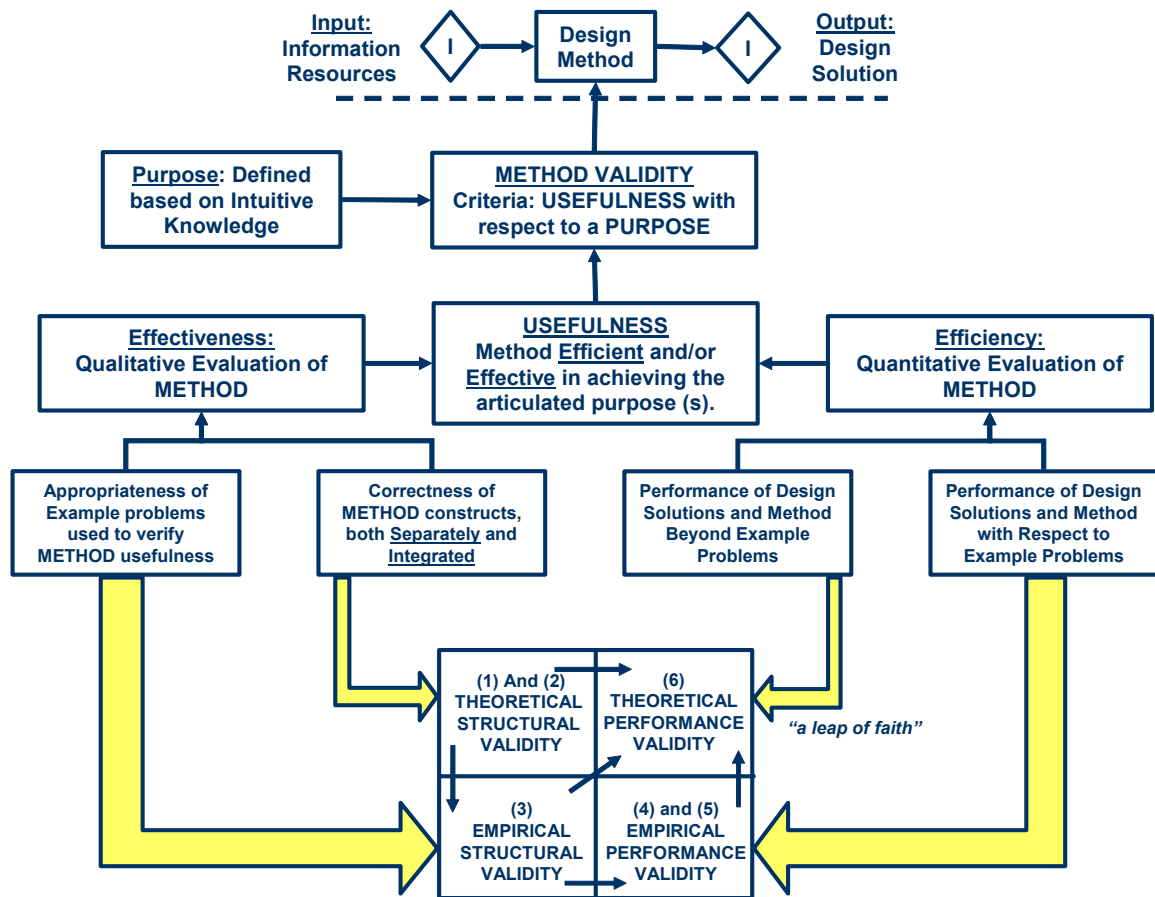 Input:
Information
Resources
I
Design
Method
I
Output:
Design
Solution
Purpose: Defined
based on Intuitive
Knowledge
METHOD VALIDITY
Criteria: USEFULNESS with
respect to a PURPOSE
Effectiveness:
Qualitative Evaluation of
METHOD
USEFULNESS
Method Efficient and/or
Effective in achieving the
articulated purpose (s).
Efficiency:
Quantitative Evaluation of
METHOD
Appropriateness of
Example problems
used to verify
METHOD usefulness
Correctness of
METHOD constructs,
both Separately and
Integrated
Performance of Design
Solutions and Method
Beyond Example
Problems
Performance of Design
Solutions and Method
with Respect to
Example Problems
(1) And (2)
THEORETICAL
STRUCTURAL
VALIDITY
(6)
THEORETICAL
PERFORMANCE
VALIDITY
“a leap of faith”
(3)
EMPIRICAL
STRUCTURAL
VALIDITY
(4) and (5)
EMPIRICAL
PERFORMANCE
VALIDITY